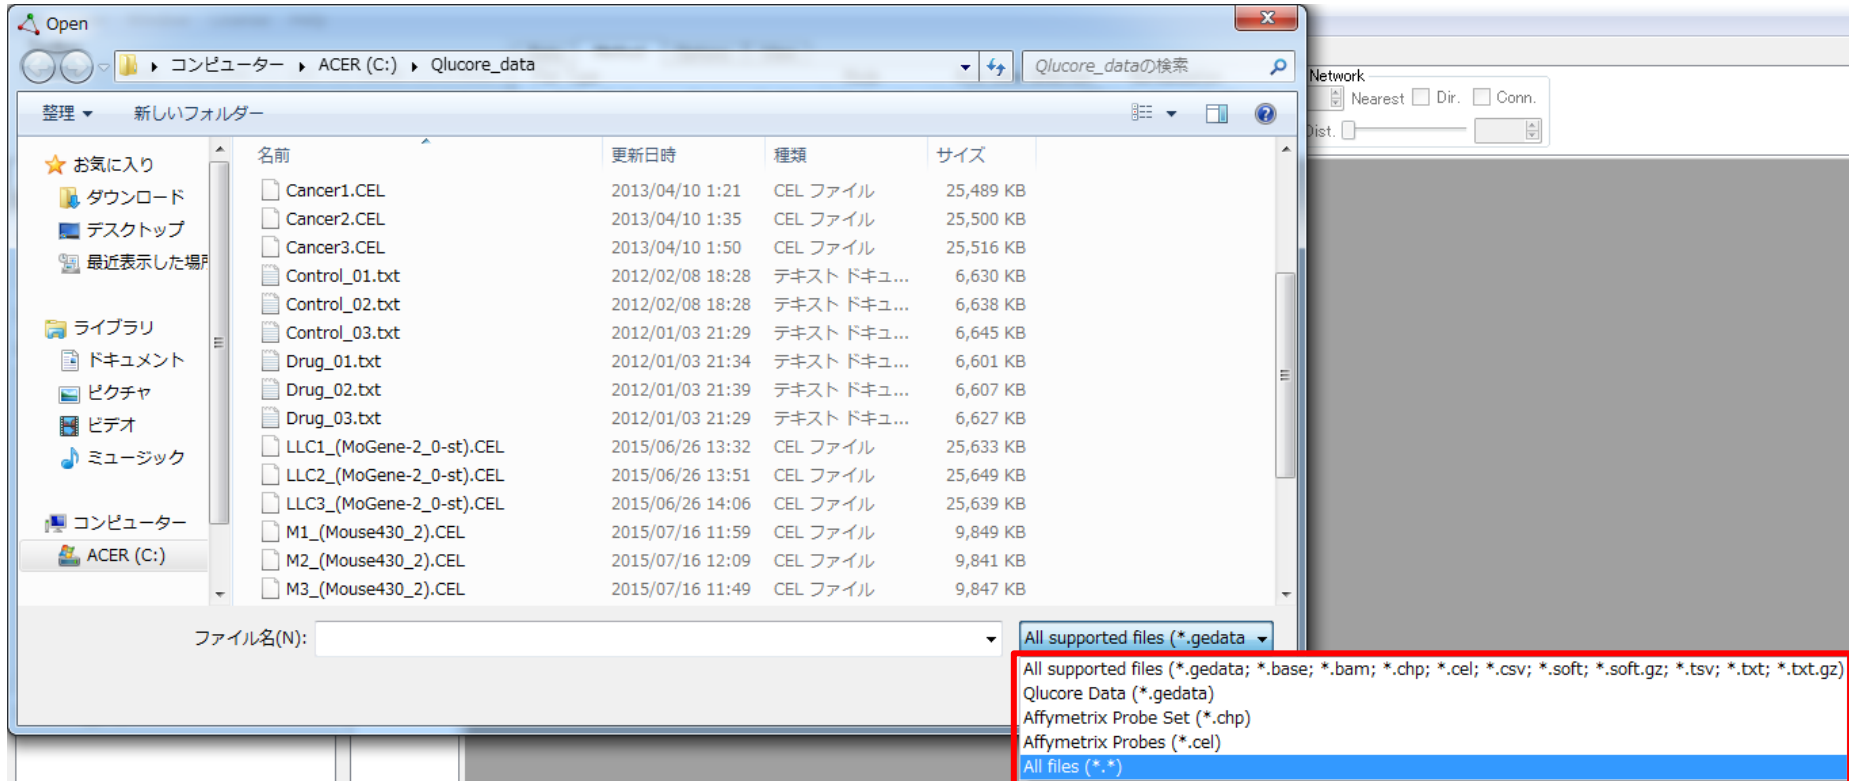 Open
コンピューター ▸ ACER (C:) ▸ Qlucore_data
Qlucore_dataの検索
整理 新しいフォルダー
Network
Nearest Dir. Conn.
Dist.
お気に入り
ダウンロード
デスクトップ
最近表示した場所
ライブラリ
ドキュメント
ピクチャ
ビデオ
ミュージック
コンピューター
ACER (C:)
名前 更新日時 種類 サイズ
Cancer1.CEL 2013/04/10 1:21 CEL ファイル 25,489 KB
Cancer2.CEL 2013/04/10 1:35 CEL ファイル 25,500 KB
Cancer3.CEL 2013/04/10 1:50 CEL ファイル 25,516 KB
Control_01.txt 2012/02/08 18:28 テキスト ドキュ... 6,630 KB
Control_02.txt 2012/02/08 18:28 テキスト ドキュ... 6,638 KB
Control_03.txt 2012/01/03 21:29 テキスト ドキュ... 6,645 KB
Drug_01.txt 2012/01/03 21:34 テキスト ドキュ... 6,601 KB
Drug_02.txt 2012/01/03 21:39 テキスト ドキュ... 6,607 KB
Drug_03.txt 2012/01/03 21:29 テキスト ドキュ... 6,627 KB
LLC1_(MoGene-2_0-st).CEL 2015/06/26 13:32 CEL ファイル 25,633 KB
LLC2_(MoGene-2_0-st).CEL 2015/06/26 13:51 CEL ファイル 25,649 KB
LLC3_(MoGene-2_0-st).CEL 2015/06/26 14:06 CEL ファイル 25,639 KB
M1_(Mouse430_2).CEL 2015/07/16 11:59 CEL ファイル 9,849 KB
M2_(Mouse430_2).CEL 2015/07/16 12:09 CEL ファイル 9,841 KB
M3_(Mouse430_2).CEL 2015/07/16 11:49 CEL ファイル 9,847 KB
ファイル名(N):
All supported files (*.gedata
All supported files (*.gedata; *.base; *.bam; *.chp; *.cel; *.csv; *.soft; *.soft.gz; *.tsv; *.txt; *.txt.gz)
Qlucore Data (*.gedata)
Affymetrix Probe Set (*.chp)
Affymetrix Probes (*.cel)
All files (*.*)